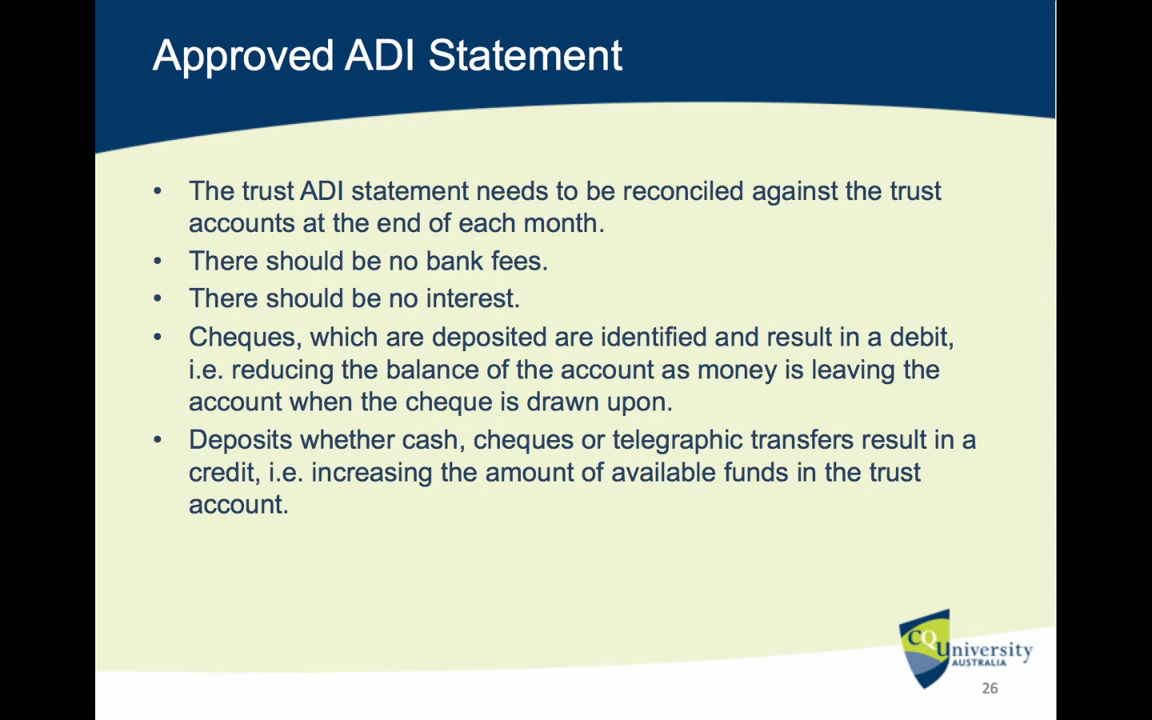 Approved ADI Statement
• The trust ADI statement needs to be reconciled against the trust
accounts at the end of each month.
• There should be no bank fees.
• There should be no interest.
• Cheques, which are deposited are identified and result in a debit,
i.e. reducing the balance of the account as money is leaving the
account when the cheque is drawn upon.
• Deposits whether cash, cheques or telegraphic transfers result in a
credit, i.e. increasing the amount of available funds in the trust
account.
CQUniversity
AUSTRALIA
26